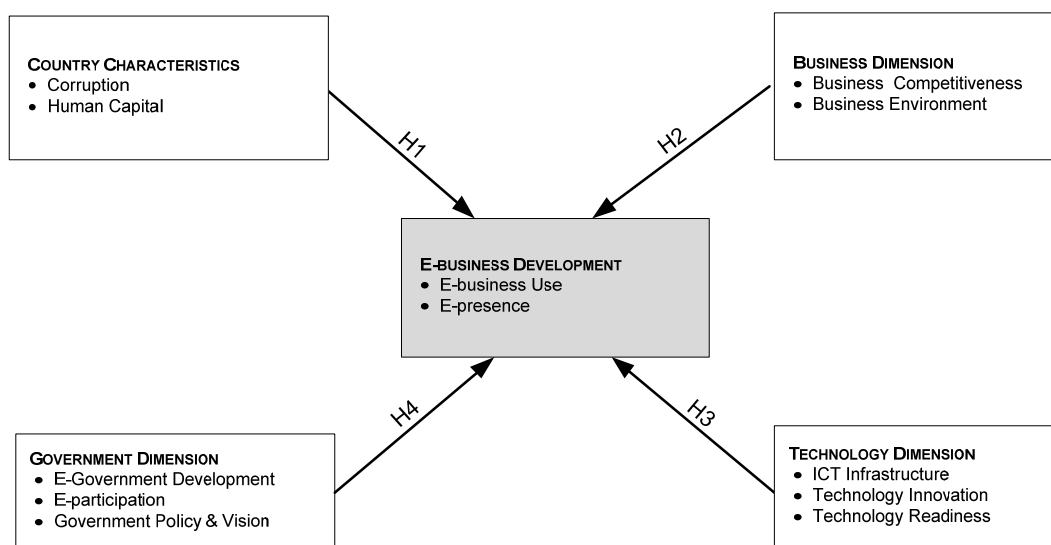 COUNTRY CHARACTERISTICS
• Corruption
• Human Capital
BUSINESS DIMENSION
• Business Competitiveness
• Business Environment
H1
H2
E-BUSINESS DEVELOPMENT
• E-business Use
• E-presence
H4
H3
GOVERNMENT DIMENSION
• E-Government Development
• E-participation
• Government Policy & Vision
TECHNOLOGY DIMENSION
• ICT Infrastructure
• Technology Innovation
• Technology Readiness